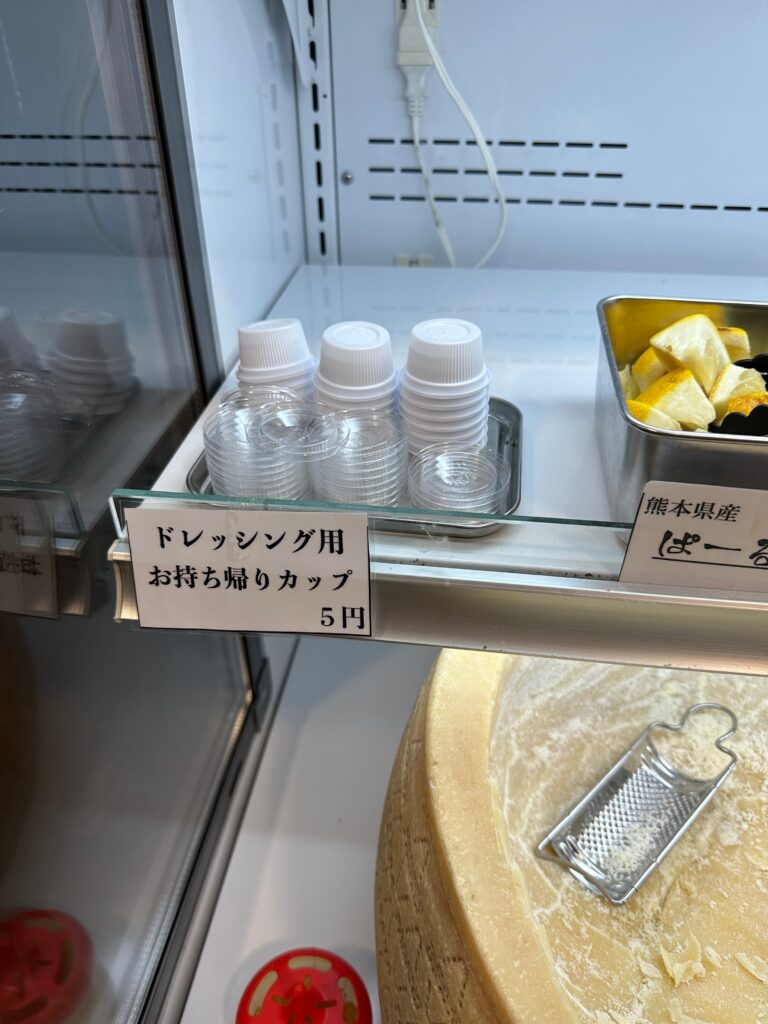 ドレッシング用
お持ち帰りカップ
５円
熊本県産
ぱーる